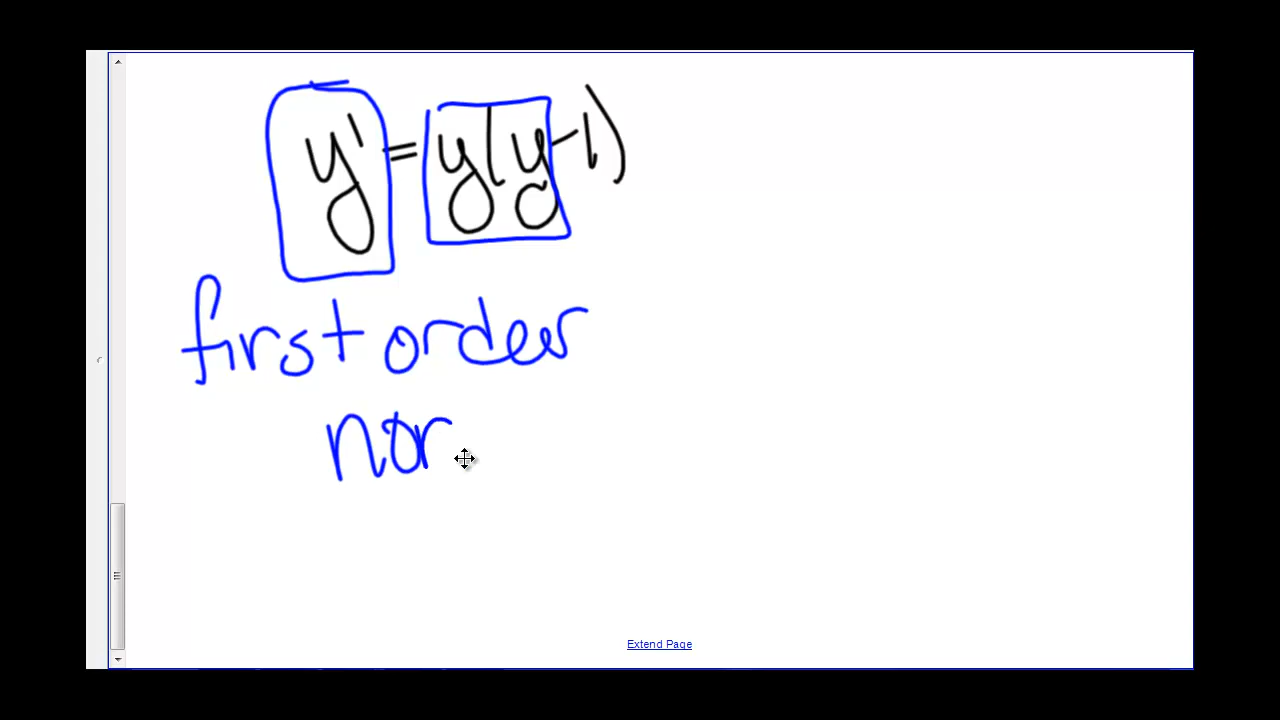 y' = y(y-1)
first order
nor
Extend Page